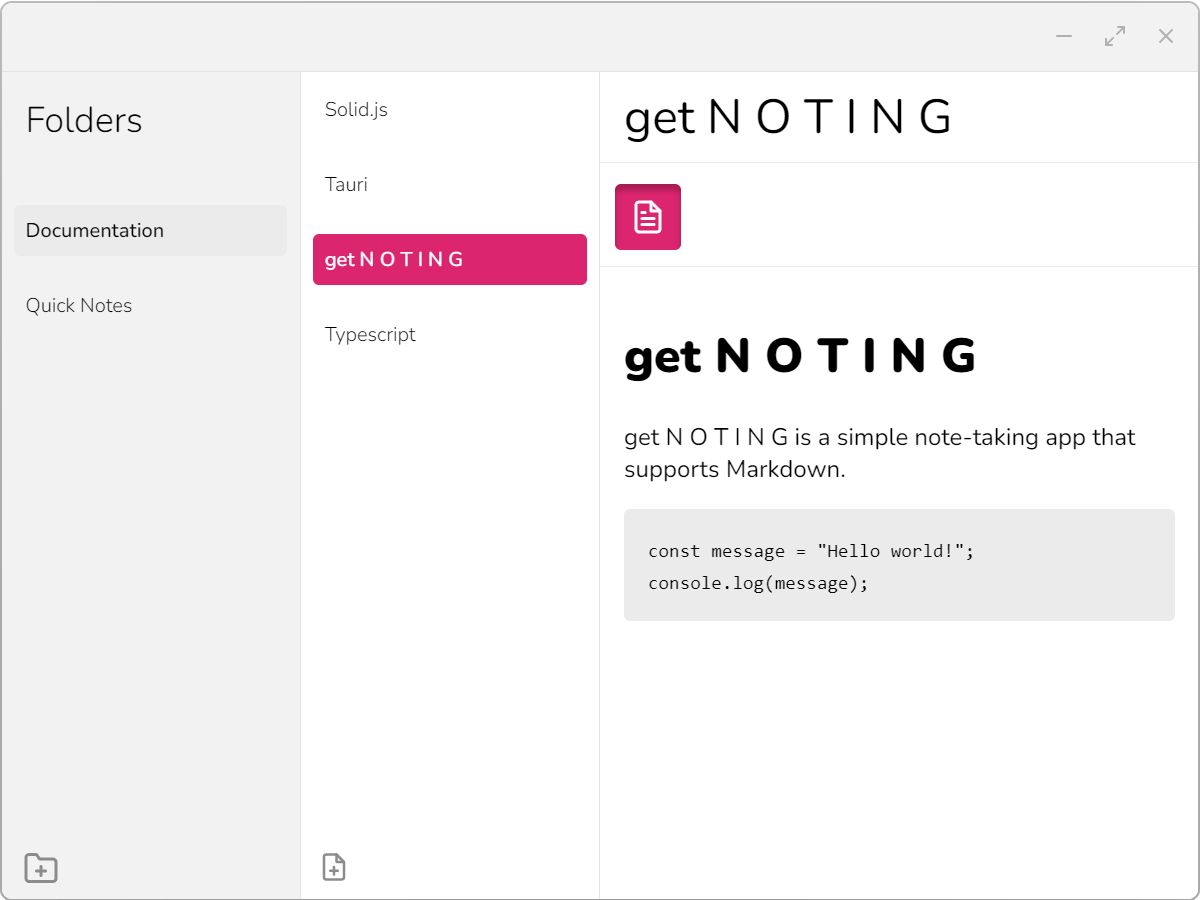 Folders
Documentation
Quick Notes
Solid.js
Tauri
get N O T I N G
Typescript
get N O T I N G
get N O T I N G
get N O T I N G is a simple note-taking app that
supports Markdown.
const message = "Hello world!";
console.log(message);